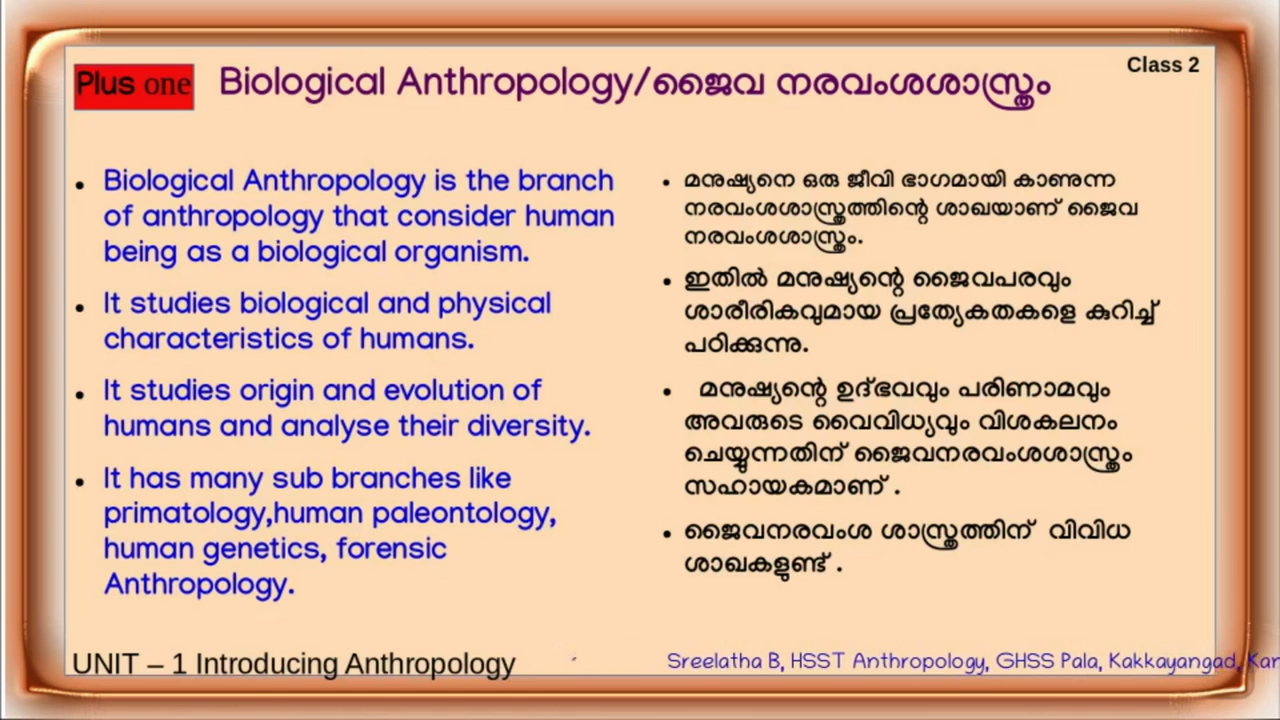 Plus one
Biological Anthropology/ജൈവ നരവംശശാസ്ത്രം
Class 2
• Biological Anthropology is the branch
of anthropology that consider human
being as a biological organism.
• It studies biological and physical
characteristics of humans.
• It studies origin and evolution of
humans and analyse their diversity.
• It has many sub branches like
primatology,human paleontology,
human genetics, forensic
Anthropology.
• മനുഷ്യനെ ഒരു ജീവി ഭാഗമായി കാണുന്ന
നരവംശശാസ്ത്രത്തിന്റെ ശാഖയാണ് ജൈവ
നരവംശശാസ്ത്രം.
• ഇതിൽ മനുഷ്യന്റെ ജൈവപരവും
ശാരീരികവുമായ പ്രത്യേകതകളെ കുറിച്ച്
പഠിക്കുന്നു.
• മനുഷ്യന്റെ ഉദ്ഭവവും പരിണാമവും
അവരുടെ വൈവിധ്യവും വിശകലനം
ചെയ്യുന്നതിന് ജൈവനരവംശശാസ്ത്രം
സഹായകമാണ് .
• ജൈവനരവംശ ശാസ്ത്രത്തിന് വിവിധ
ശാഖകളുണ്ട് .
UNIT – 1 Introducing Anthropology
Sreelatha B, HSST Anthropology, GHSS Pala, Kakkayangad, Kan